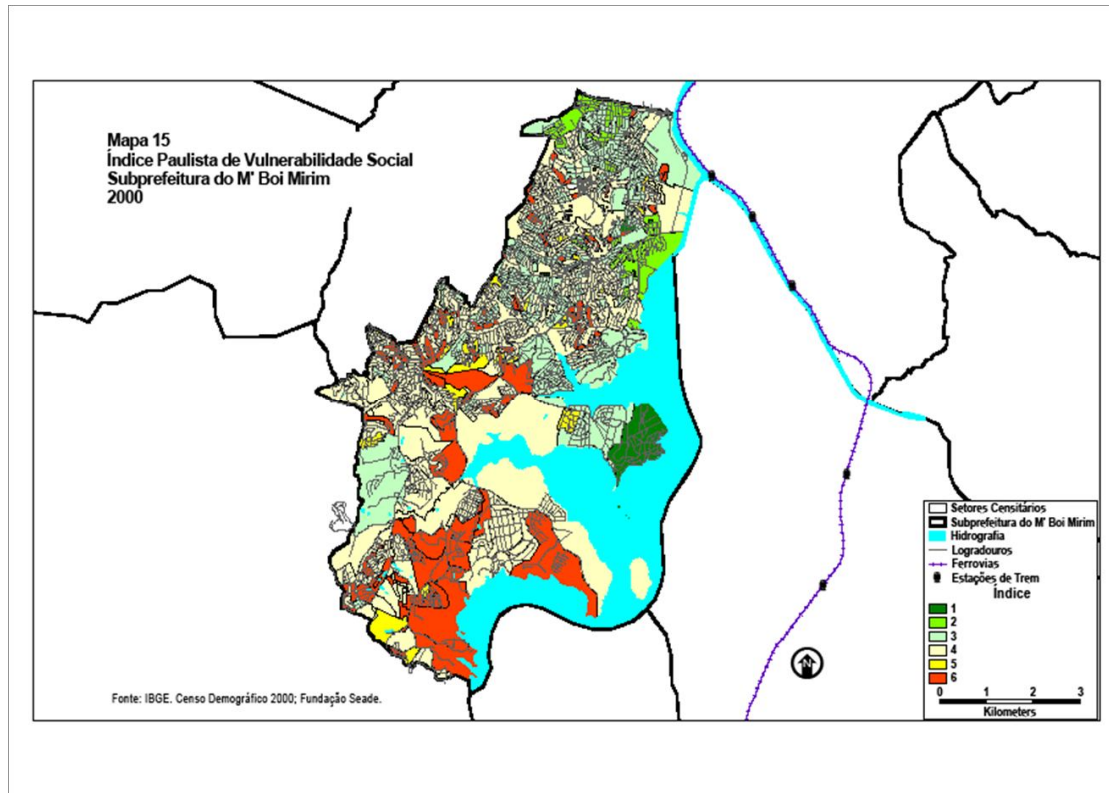 Mapa 15
Índice Paulista de Vulnerabilidade Social
Subprefeitura do M' Boi Mirim
2000
Setores Censitários
Subprefeitura do M' Boi Mirim
Hidrografia
Logradouros
Ferrovias
Estações de Trem
Índice
1
2
3
4
5
6
N
0 1 2 3
Kilometers
Fonte: IBGE. Censo Demográfico 2000; Fundação Seade.